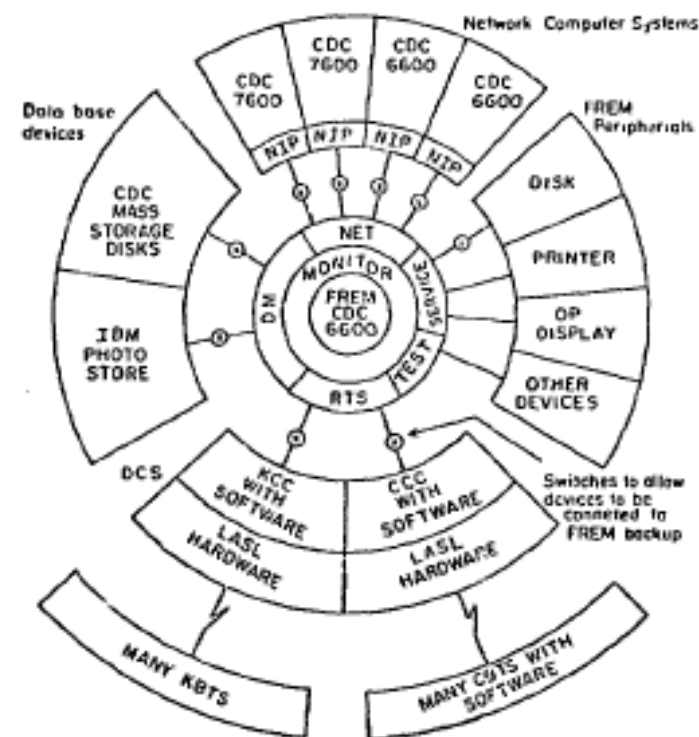 Network Computer Systems
CDC
7600
CDC
7600
CDC
6600
CDC
6600
NIP
NIP
NIP
NIP
Data base
devices
CDC
MASS
STORAGE
DISKS
IBM
PHOTO
STORE
FREM
Peripherials
DISK
PRINTER
OP
DISPLAY
OTHER
DEVICES
NET
MONITOR
SERVICE
DM
FREM
CDC
6600
TEST
RTS
DCS
KCC
WITH
SOFTWARE
CCC
WITH
SOFTWARE
LASL
HARDWARE
LASL
HARDWARE
Switches to allow
devices to be
conneted to
FREM backup
MANY KBTS
MANY WITH
SOFTWARE